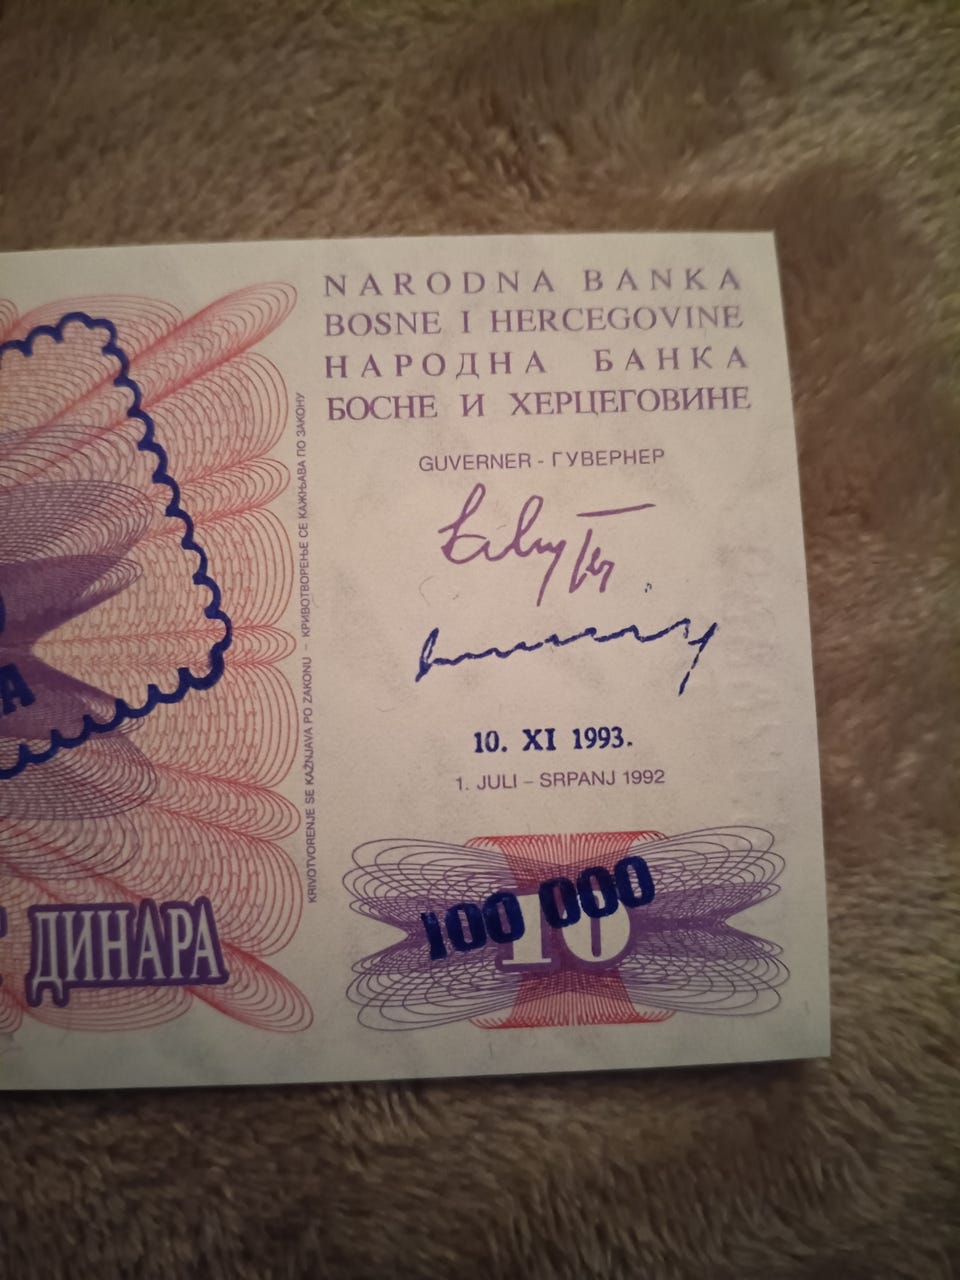 NARODNA BANKA
BOSNE I HERCEGOVINE
НАРОДНА БАНКА
БОСНЕ И ХЕРЦЕГОВИНЕ
GUVERNER - ГУВЕРНЕР
10. XI 1993.
1. JULI – SRPANJ 1992
KRIVOTVORENJE SE KAŽNJAVA PO ZAKONU – КРИВОТВОРЕЊЕ СЕ КАЖЊАВА ПО ЗАКОНУ
А
ДИНАРА
100 000
10